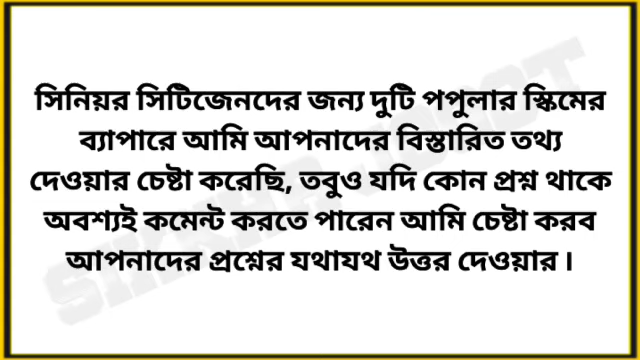 সিনিয়র সিটিজেনদের জন্য দুটি পপুলার স্কিমের
ব্যাপারে আমি আপনাদের বিস্তারিত তথ্য
দেওয়ার চেষ্টা করেছি, তবুও যদি কোন প্রশ্ন থাকে
অবশ্যই কমেন্ট করতে পারেন আমি চেষ্টা করব
আপনাদের প্রশ্নের যথাযথ উত্তর দেওয়ার ।